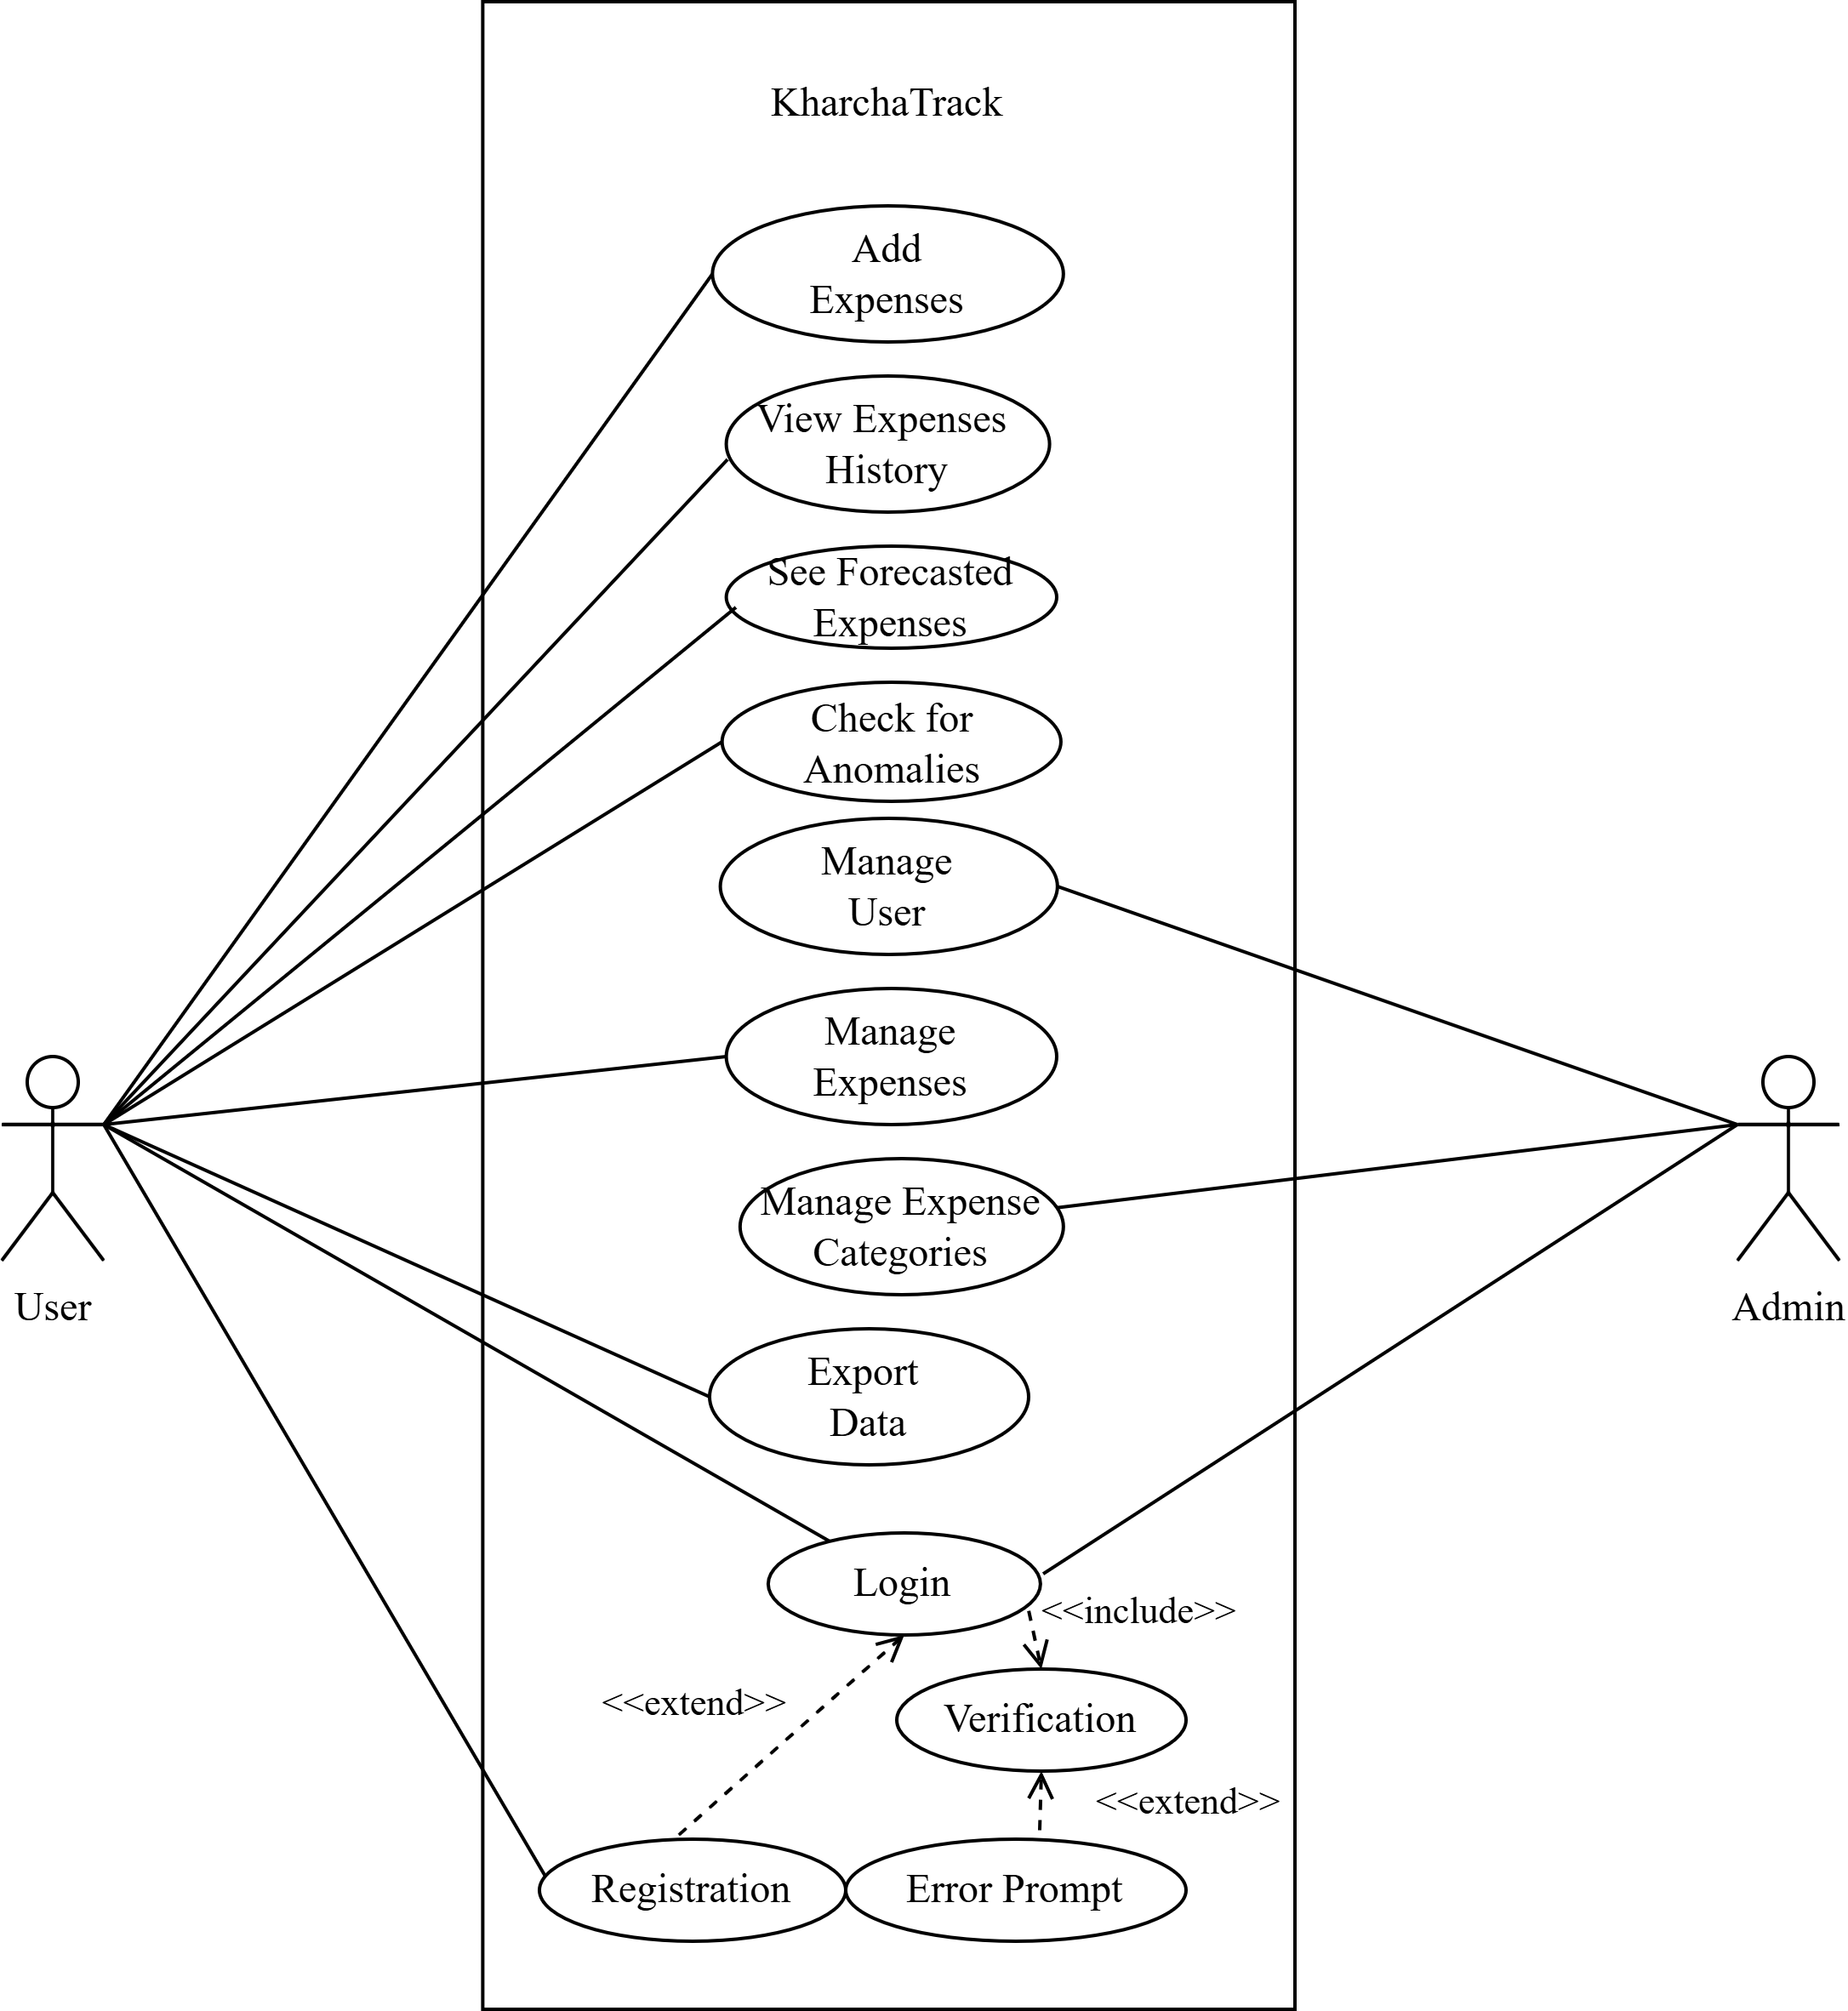 KharchaTrack
Add
Expenses
View Expenses
History
See Forecasted
Expenses
Check for
Anomalies
Manage
User
Manage
Expenses
Manage Expense
Categories
User
Admin
Export
Data
Login
<<include>>
<<extend>>
Verification
<<extend>>
Registration
Error Prompt